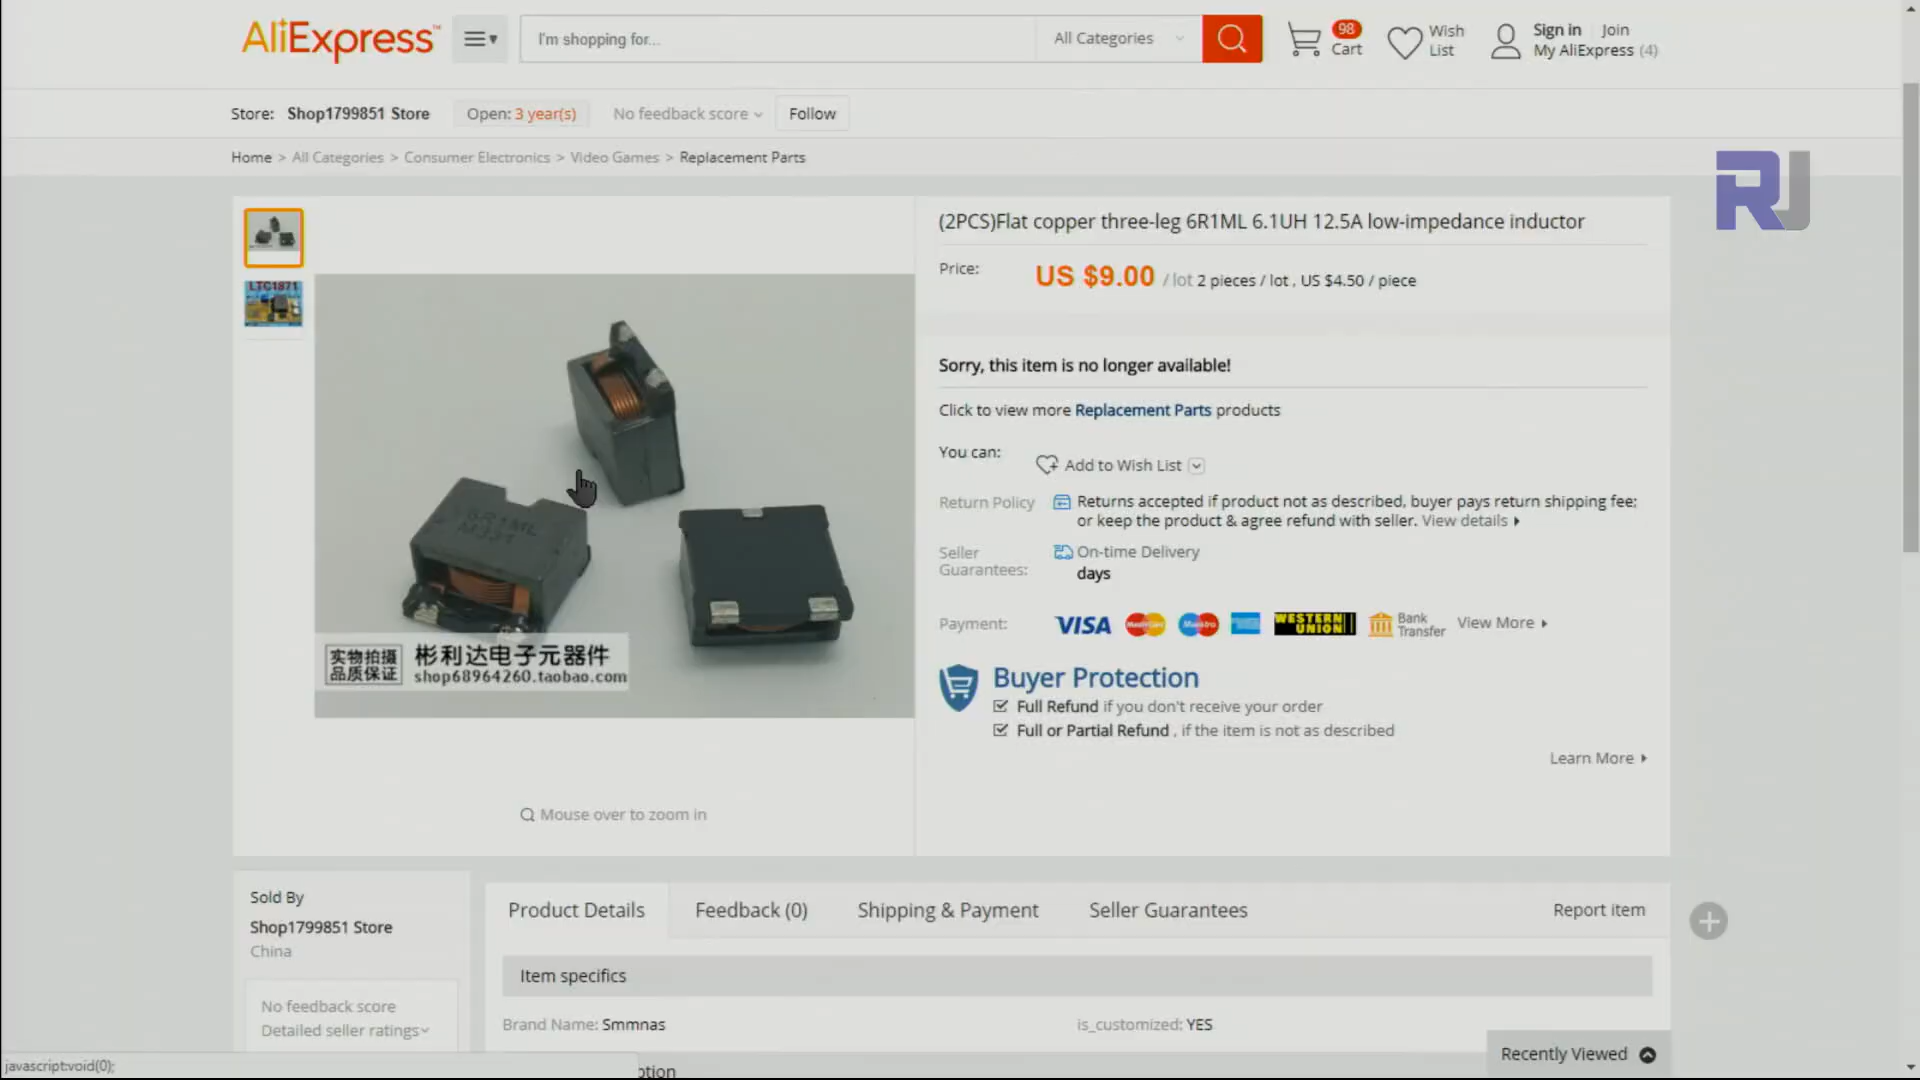 AliExpress™
I'm shopping for...
All Categories
98
Cart
Wish
List
Sign in
Join
My AliExpress (4)
Store: Shop1799851 Store
Open: 3 year(s)
No feedback score
Follow
Home > All Categories > Consumer Electronics > Video Games > Replacement Parts
RJ
LTC1871
(2PCS)Flat copper three-leg 6R1ML 6.1UH 12.5A low-impedance inductor
Price: US $9.00 / lot 2 pieces / lot , US $4.50 / piece
Sorry, this item is no longer available!
Click to view more Replacement Parts products
You can: Add to Wish List
Return Policy Returns accepted if product not as described, buyer pays return shipping fee;
or keep the product & agree refund with seller. View details
Seller
Guarantees:
On-time Delivery
days
Payment: VISA MasterCard Maestro WESTERN UNION Bank Transfer View More
Buyer Protection
Full Refund if you don't receive your order
Full or Partial Refund , if the item is not as described
Learn More
6R1ML
M331
实物拍摄
品质保证
彬利达电子元器件
shop68964260.taobao.com
Mouse over to zoom in
Sold By
Shop1799851 Store
China
No feedback score
Detailed seller ratings
Product Details
Feedback (0)
Shipping & Payment
Seller Guarantees
Report item
Item specifics
Brand Name: Smmnas
is_customized: YES
Recently Viewed
javascript:void(0);